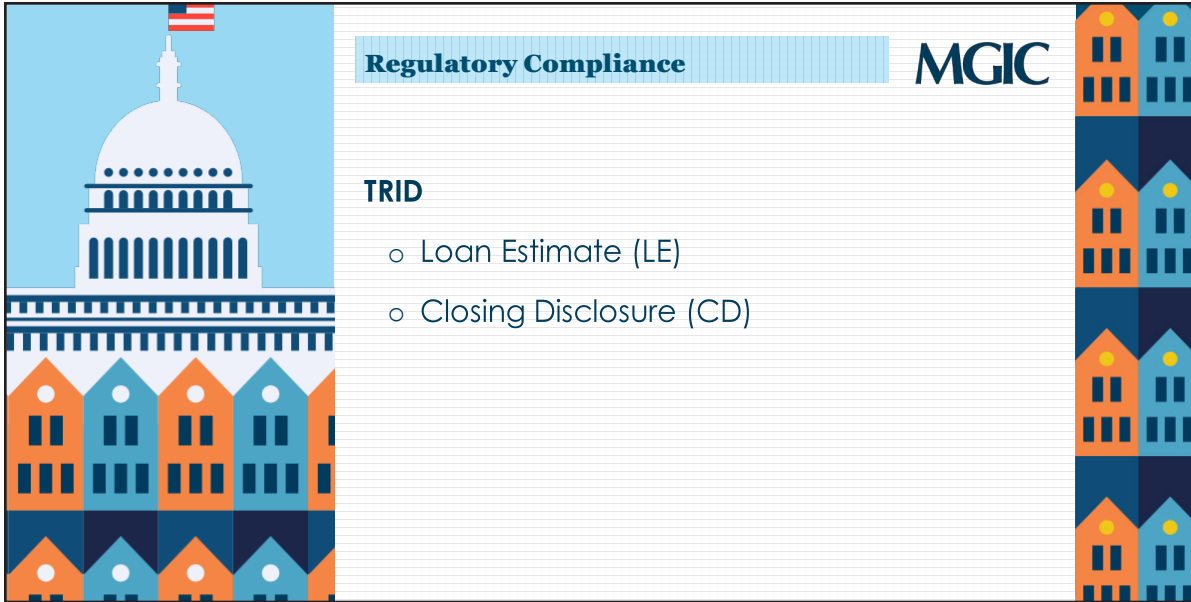 Regulatory Compliance
MGIC
TRID
o Loan Estimate (LE)
o Closing Disclosure (CD)